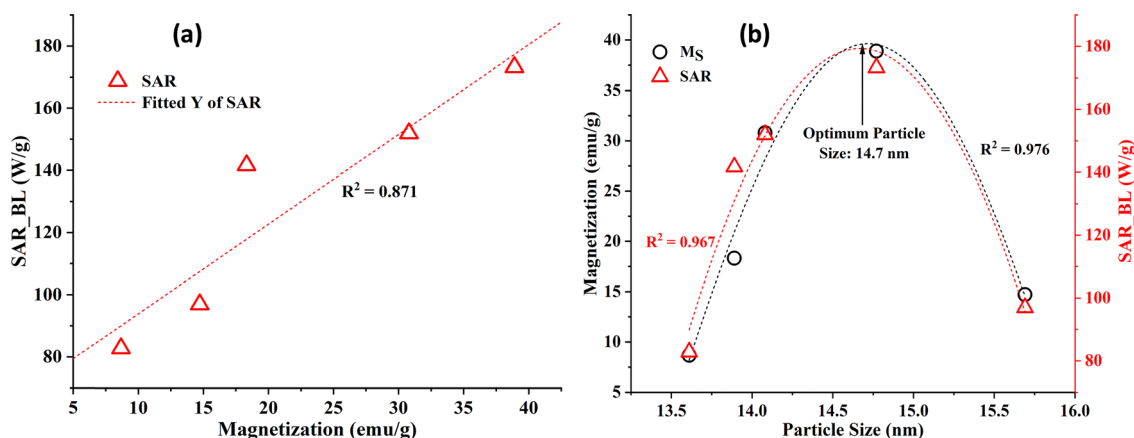 (a)
SAR
Fitted Y of SAR
R² = 0.871
SAR_BL (W/g)
180
160
140
120
100
80
5 10 15 20 25 30 35 40
Magnetization (emu/g)
(b)
Mₛ
SAR
Optimum Particle
Size: 14.7 nm
R² = 0.976
R² = 0.967
Magnetization (emu/g)
40
35
30
25
20
15
10
5
13.5 14.0 14.5 15.0 15.5 16.0
Particle Size (nm)
180
160
140
120
100
80
SAR_BL (W/g)